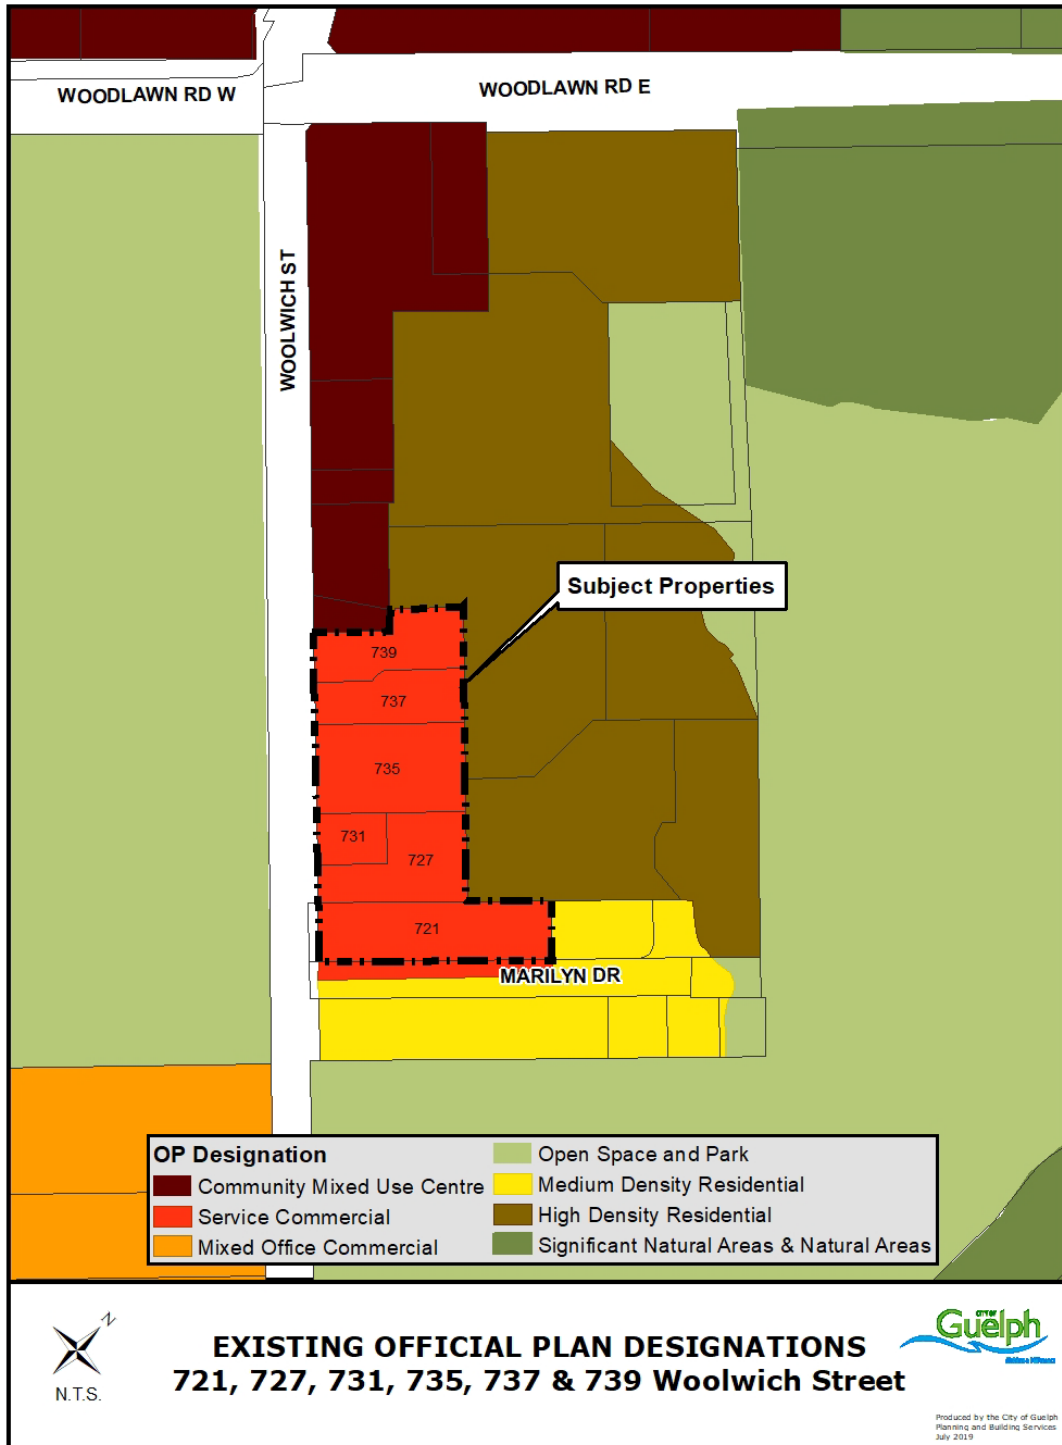 WOODLAWN RD W
WOODLAWN RD E
WOOLWICH ST
Subject Properties
739
737
735
731
727
721
MARILYN DR
OP Designation
Community Mixed Use Centre
Service Commercial
Mixed Office Commercial
Open Space and Park
Medium Density Residential
High Density Residential
Significant Natural Areas & Natural Areas
N
N.T.S.
EXISTING OFFICIAL PLAN DESIGNATIONS
721, 727, 731, 735, 737 & 739 Woolwich Street
CITY OF
Guelph
Produced by the City of Guelph
Planning and Building Services
July 2019